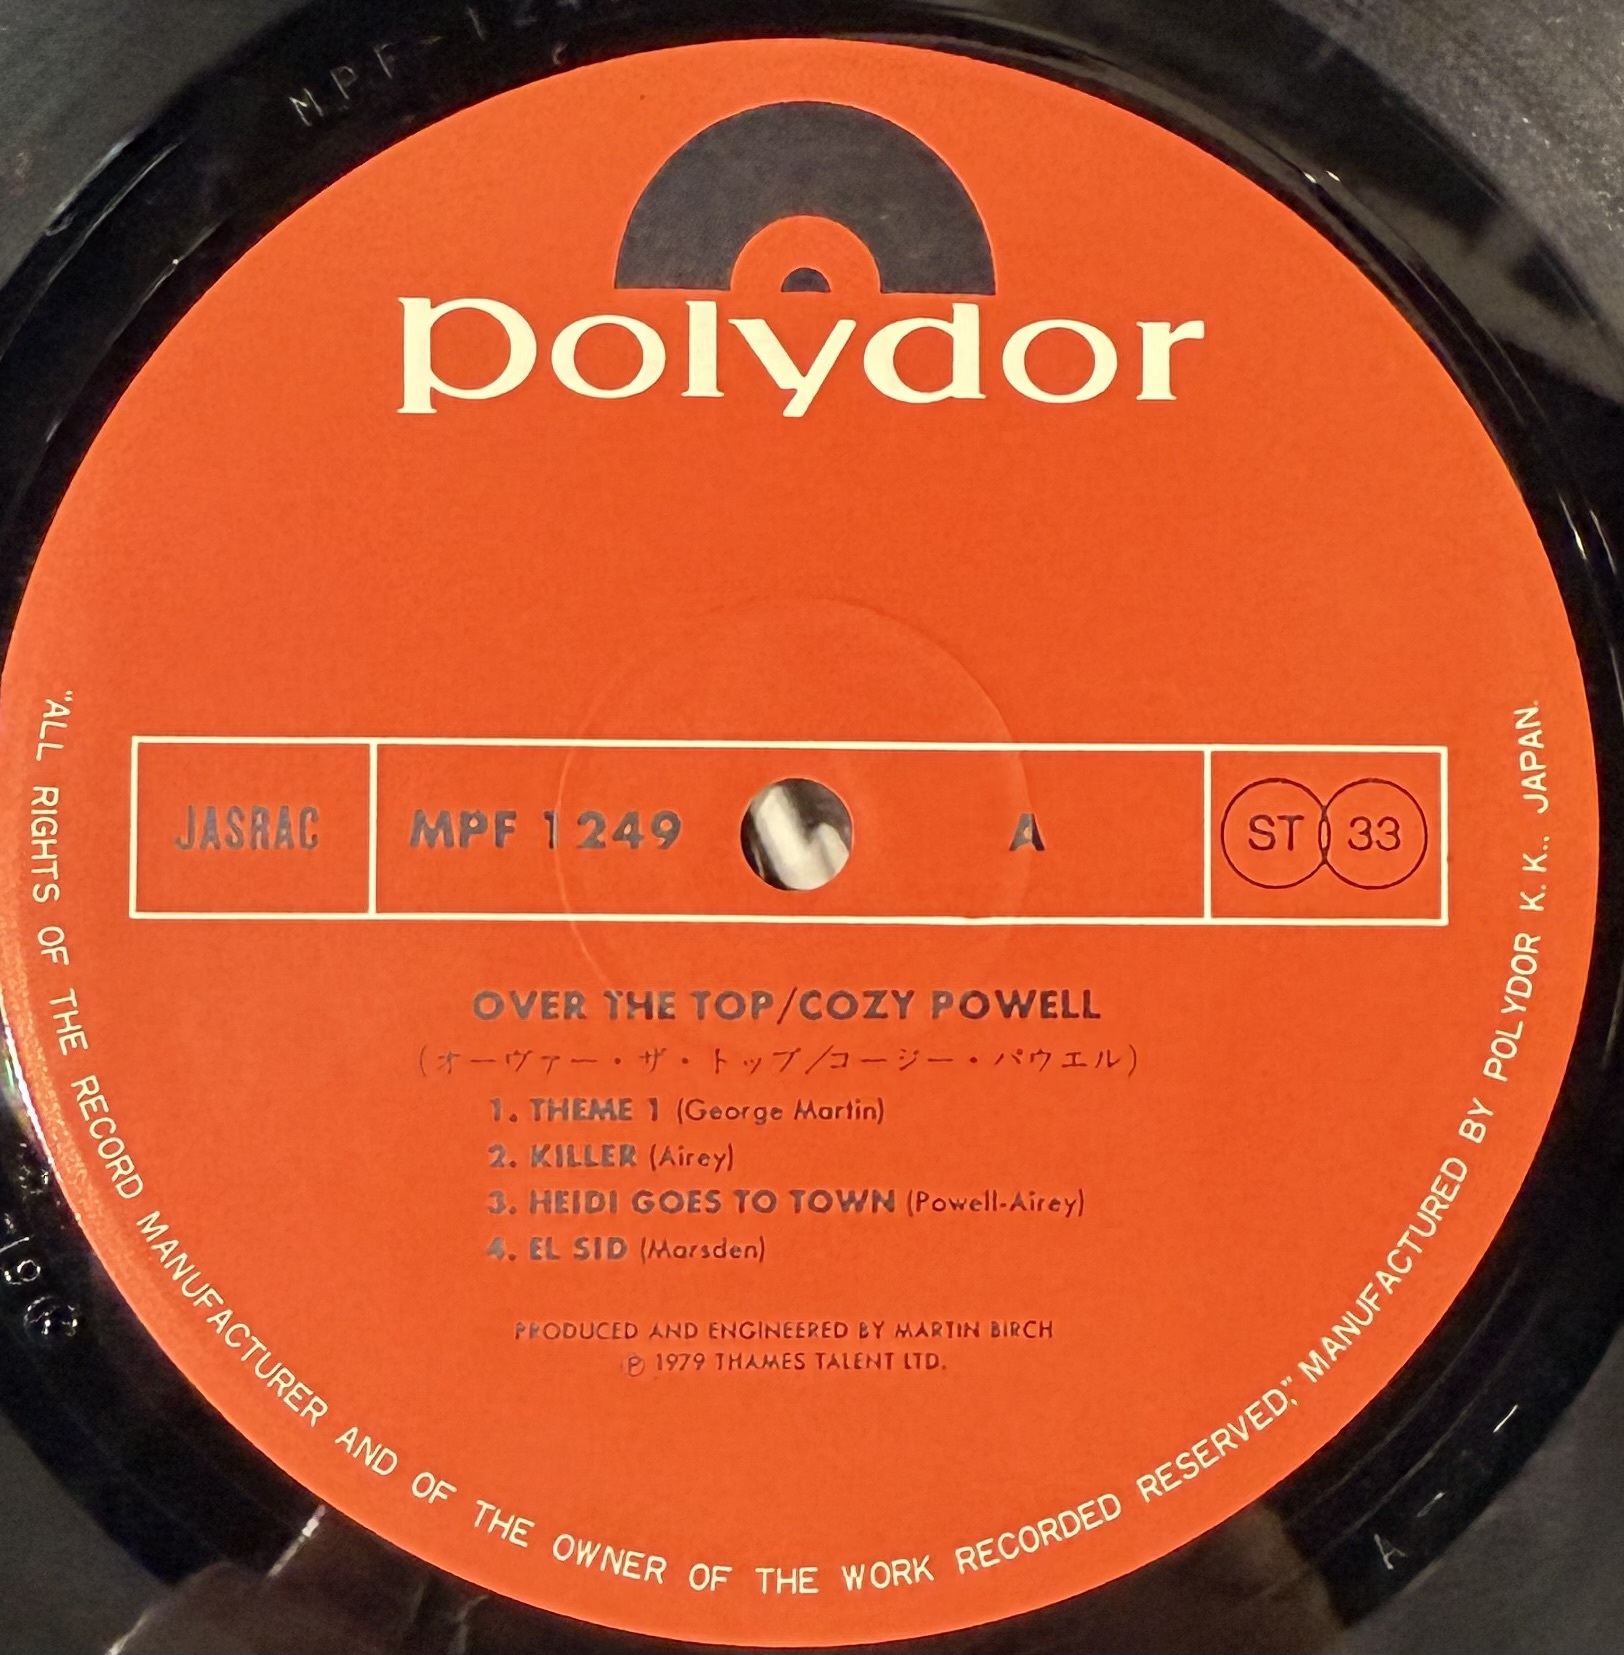 polydor
JASRAC
MPF 1249
A
ST 33
OVER THE TOP/COZY POWELL
(オーヴァー・ザ・トップ/コージー・パウエル)
1. THEME 1 (George Martin)
2. KILLER (Airey)
3. HEIDI GOES TO TOWN (Powell-Airey)
4. EL SID (Marsden)
PRODUCED AND ENGINEERED BY MARTIN BIRCH
℗ 1979 THAMES TALENT LTD.
"ALL RIGHTS OF THE RECORD MANUFACTURER AND OF THE OWNER OF THE WORK RECORDED RESERVED," MANUFACTURED BY POLYDOR K. K., JAPAN.